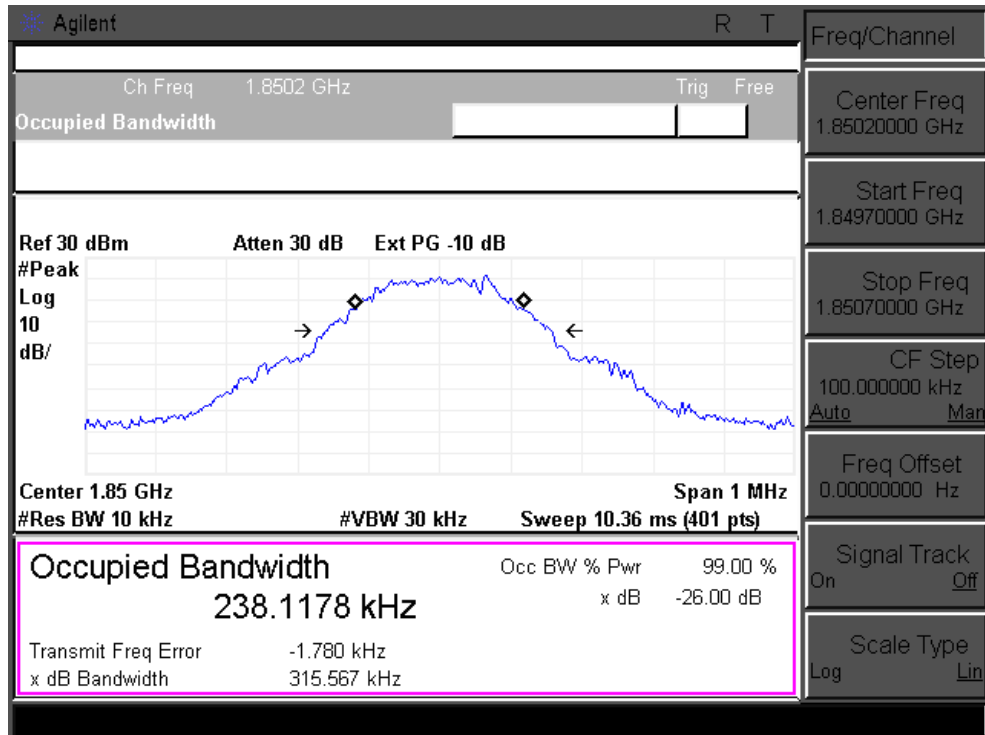 Agilent R T
Ch Freq 1.8502 GHz Trig Free
Occupied Bandwidth
Ref 30 dBm Atten 30 dB Ext PG -10 dB
#Peak
Log
10
dB/
Center 1.85 GHz Span 1 MHz
#Res BW 10 kHz #VBW 30 kHz Sweep 10.36 ms (401 pts)
Occupied Bandwidth
238.1178 kHz
Occ BW % Pwr 99.00 %
x dB -26.00 dB
Transmit Freq Error -1.780 kHz
x dB Bandwidth 315.567 kHz
Freq/Channel
Center Freq
1.85020000 GHz
Start Freq
1.84970000 GHz
Stop Freq
1.85070000 GHz
CF Step
100.000000 kHz
Auto Man
Freq Offset
0.00000000 Hz
Signal Track
On Off
Scale Type
Log Lin